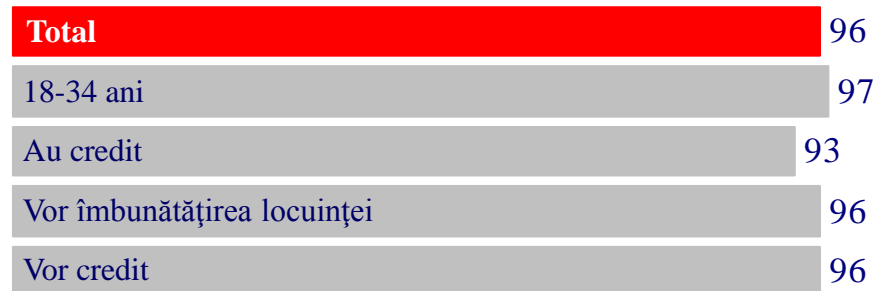 Total 96
18-34 ani 97
Au credit 93
Vor îmbunătăţirea locuinţei 96
Vor credit 96